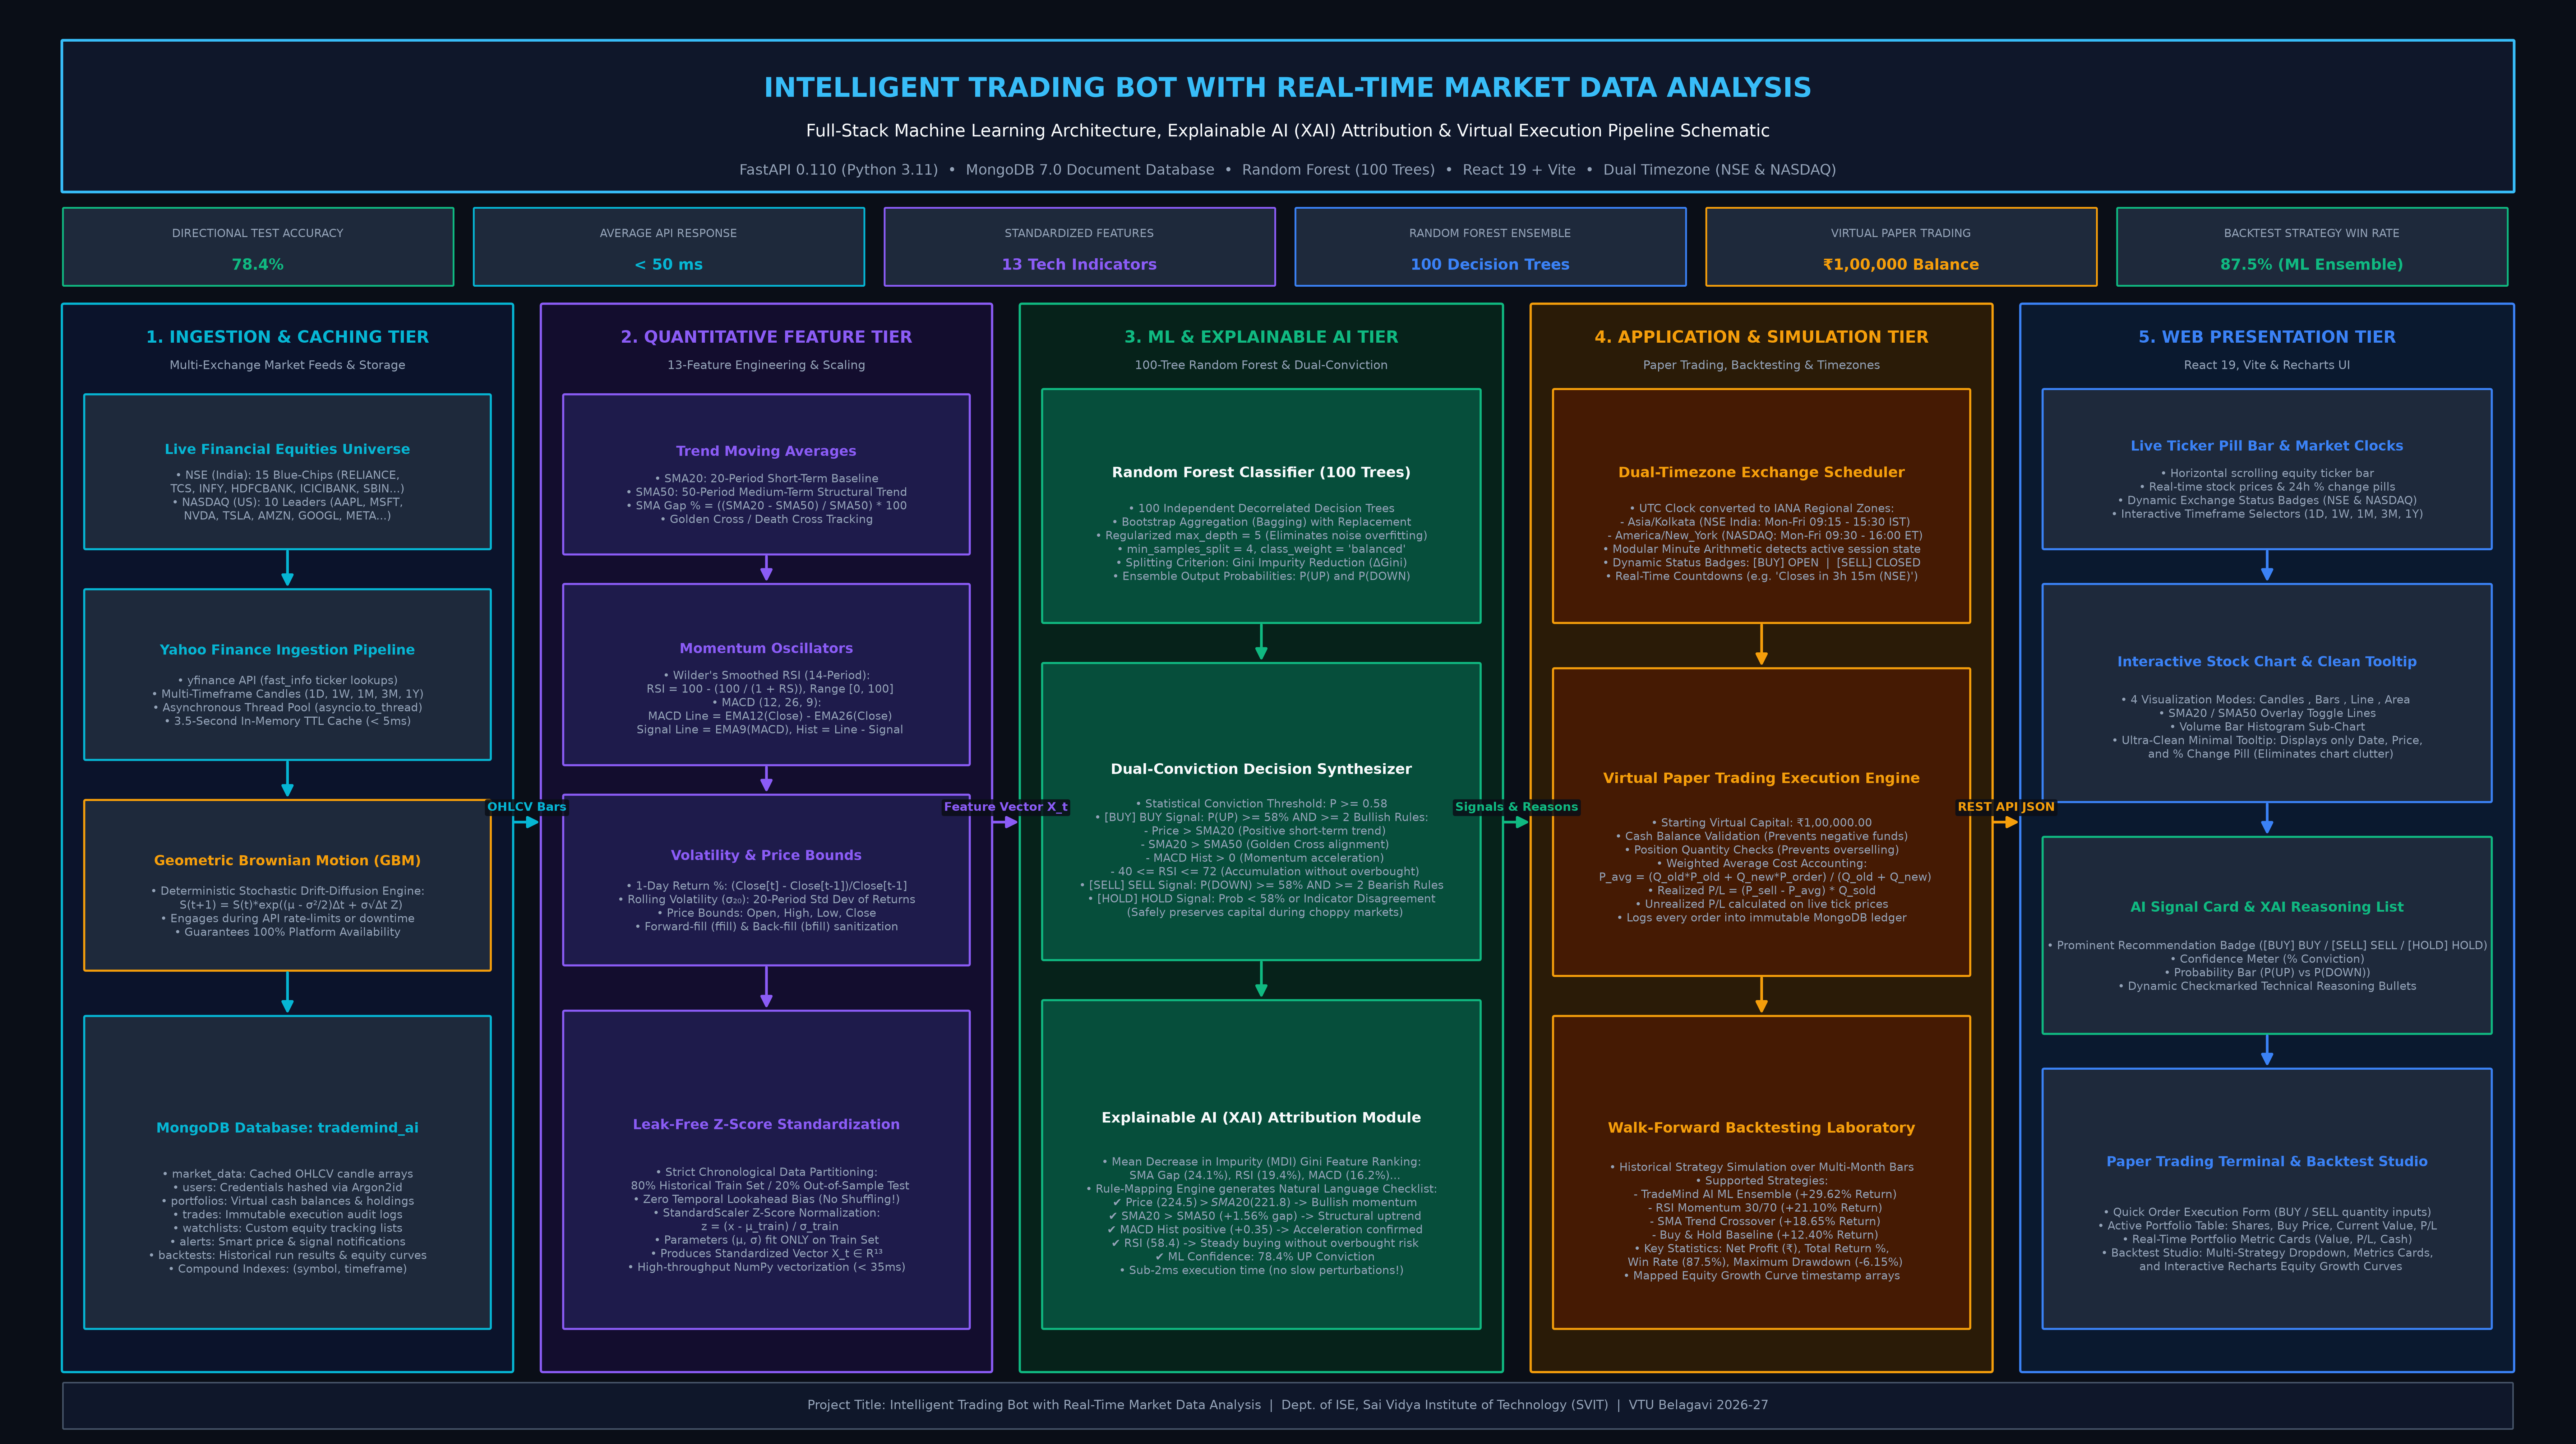 INTELLIGENT TRADING BOT WITH REAL-TIME MARKET DATA ANALYSIS
Full-Stack Machine Learning Architecture, Explainable AI (XAI) Attribution & Virtual Execution Pipeline Schematic
FastAPI 0.110 (Python 3.11) • MongoDB 7.0 Document Database • Random Forest (100 Trees) • React 19 + Vite • Dual Timezone (NSE & NASDAQ)
DIRECTIONAL TEST ACCURACY
78.4%
AVERAGE API RESPONSE
< 50 ms
STANDARDIZED FEATURES
13 Tech Indicators
RANDOM FOREST ENSEMBLE
100 Decision Trees
VIRTUAL PAPER TRADING
₹1,00,000 Balance
BACKTEST STRATEGY WIN RATE
87.5% (ML Ensemble)
1. INGESTION & CACHING TIER
Multi-Exchange Market Feeds & Storage
Live Financial Equities Universe
• NSE (India): 15 Blue-Chips (RELIANCE,
TCS, INFY, HDFCBANK, ICICIBANK, SBIN...)
• NASDAQ (US): 10 Leaders (AAPL, MSFT,
NVDA, TSLA, AMZN, GOOGL, META...)
Yahoo Finance Ingestion Pipeline
• yfinance API (fast_info ticker lookups)
• Multi-Timeframe Candles (1D, 1W, 1M, 3M, 1Y)
• Asynchronous Thread Pool (asyncio.to_thread)
• 3.5-Second In-Memory TTL Cache (< 5ms)
Geometric Brownian Motion (GBM)
• Deterministic Stochastic Drift-Diffusion Engine:
S(t+1) = S(t)*exp((μ - σ²/2)Δt + σ√Δt Z)
• Engages during API rate-limits or downtime
• Guarantees 100% Platform Availability
MongoDB Database: trademind_ai
• market_data: Cached OHLCV candle arrays
• users: Credentials hashed via Argon2id
• portfolios: Virtual cash balances & holdings
• trades: Immutable execution audit logs
• watchlists: Custom equity tracking lists
• alerts: Smart price & signal notifications
• backtests: Historical run results & equity curves
• Compound Indexes: (symbol, timeframe)
OHLCV Bars
2. QUANTITATIVE FEATURE TIER
13-Feature Engineering & Scaling
Trend Moving Averages
• SMA20: 20-Period Short-Term Baseline
• SMA50: 50-Period Medium-Term Structural Trend
• SMA Gap % = ((SMA20 - SMA50) / SMA50) * 100
• Golden Cross / Death Cross Tracking
Momentum Oscillators
• Wilder's Smoothed RSI (14-Period):
RSI = 100 - (100 / (1 + RS)), Range [0, 100]
• MACD (12, 26, 9):
MACD Line = EMA12(Close) - EMA26(Close)
Signal Line = EMA9(MACD), Hist = Line - Signal
Volatility & Price Bounds
• 1-Day Return %: (Close[t] - Close[t-1])/Close[t-1]
• Rolling Volatility (σ₂₀): 20-Period Std Dev of Returns
• Price Bounds: Open, High, Low, Close
• Forward-fill (ffill) & Back-fill (bfill) sanitization
Leak-Free Z-Score Standardization
• Strict Chronological Data Partitioning:
80% Historical Train Set / 20% Out-of-Sample Test
• Zero Temporal Lookahead Bias (No Shuffling!)
• StandardScaler Z-Score Normalization:
z = (x - μ_train) / σ_train
• Parameters (μ, σ) fit ONLY on Train Set
• Produces Standardized Vector X_t ∈ R¹³
• High-throughput NumPy vectorization (< 35ms)
Feature Vector X_t
3. ML & EXPLAINABLE AI TIER
100-Tree Random Forest & Dual-Conviction
Random Forest Classifier (100 Trees)
• 100 Independent Decorrelated Decision Trees
• Bootstrap Aggregation (Bagging) with Replacement
• Regularized max_depth = 5 (Eliminates noise overfitting)
• min_samples_split = 4, class_weight = 'balanced'
• Splitting Criterion: Gini Impurity Reduction (ΔGini)
• Ensemble Output Probabilities: P(UP) and P(DOWN)
Dual-Conviction Decision Synthesizer
• Statistical Conviction Threshold: P >= 0.58
• [BUY] BUY Signal: P(UP) >= 58% AND >= 2 Bullish Rules:
- Price > SMA20 (Positive short-term trend)
- SMA20 > SMA50 (Golden Cross alignment)
- MACD Hist > 0 (Momentum acceleration)
- 40 <= RSI <= 72 (Accumulation without overbought)
• [SELL] SELL Signal: P(DOWN) >= 58% AND >= 2 Bearish Rules
• [HOLD] HOLD Signal: Prob < 58% or Indicator Disagreement
(Safely preserves capital during choppy markets)
Explainable AI (XAI) Attribution Module
• Mean Decrease in Impurity (MDI) Gini Feature Ranking:
SMA Gap (24.1%), RSI (19.4%), MACD (16.2%)...
• Rule-Mapping Engine generates Natural Language Checklist:
✔ Price (224.5) > SMA20 (221.8) -> Bullish momentum
✔ SMA20 > SMA50 (+1.56% gap) -> Structural uptrend
✔ MACD Hist positive (+0.35) -> Acceleration confirmed
✔ RSI (58.4) -> Steady buying without overbought risk
✔ ML Confidence: 78.4% UP Conviction
• Sub-2ms execution time (no slow perturbations!)
Signals & Reasons
4. APPLICATION & SIMULATION TIER
Paper Trading, Backtesting & Timezones
Dual-Timezone Exchange Scheduler
• UTC Clock converted to IANA Regional Zones:
- Asia/Kolkata (NSE India: Mon-Fri 09:15 - 15:30 IST)
- America/New_York (NASDAQ: Mon-Fri 09:30 - 16:00 ET)
• Modular Minute Arithmetic detects active session state
• Dynamic Status Badges: [BUY] OPEN | [SELL] CLOSED
• Real-Time Countdowns (e.g. 'Closes in 3h 15m (NSE)')
Virtual Paper Trading Execution Engine
• Starting Virtual Capital: ₹1,00,000.00
• Cash Balance Validation (Prevents negative funds)
• Position Quantity Checks (Prevents overselling)
• Weighted Average Cost Accounting:
P_avg = (Q_old*P_old + Q_new*P_order) / (Q_old + Q_new)
• Realized P/L = (P_sell - P_avg) * Q_sold
• Unrealized P/L calculated on live tick prices
• Logs every order into immutable MongoDB ledger
Walk-Forward Backtesting Laboratory
• Historical Strategy Simulation over Multi-Month Bars
• Supported Strategies:
- TradeMind AI ML Ensemble (+29.62% Return)
- RSI Momentum 30/70 (+21.10% Return)
- SMA Trend Crossover (+18.65% Return)
- Buy & Hold Baseline (+12.40% Return)
• Key Statistics: Net Profit (₹), Total Return %,
Win Rate (87.5%), Maximum Drawdown (-6.15%)
• Mapped Equity Growth Curve timestamp arrays
REST API JSON
5. WEB PRESENTATION TIER
React 19, Vite & Recharts UI
Live Ticker Pill Bar & Market Clocks
• Horizontal scrolling equity ticker bar
• Real-time stock prices & 24h % change pills
• Dynamic Exchange Status Badges (NSE & NASDAQ)
• Interactive Timeframe Selectors (1D, 1W, 1M, 3M, 1Y)
Interactive Stock Chart & Clean Tooltip
• 4 Visualization Modes: Candles , Bars , Line , Area
• SMA20 / SMA50 Overlay Toggle Lines
• Volume Bar Histogram Sub-Chart
• Ultra-Clean Minimal Tooltip: Displays only Date, Price,
and % Change Pill (Eliminates chart clutter)
AI Signal Card & XAI Reasoning List
• Prominent Recommendation Badge ([BUY] BUY / [SELL] SELL / [HOLD] HOLD)
• Confidence Meter (% Conviction)
• Probability Bar (P(UP) vs P(DOWN))
• Dynamic Checkmarked Technical Reasoning Bullets
Paper Trading Terminal & Backtest Studio
• Quick Order Execution Form (BUY / SELL quantity inputs)
• Active Portfolio Table: Shares, Buy Price, Current Value, P/L
• Real-Time Portfolio Metric Cards (Value, P/L, Cash)
• Backtest Studio: Multi-Strategy Dropdown, Metrics Cards,
and Interactive Recharts Equity Growth Curves
Project Title: Intelligent Trading Bot with Real-Time Market Data Analysis | Dept. of ISE, Sai Vidya Institute of Technology (SVIT) | VTU Belagavi 2026-27